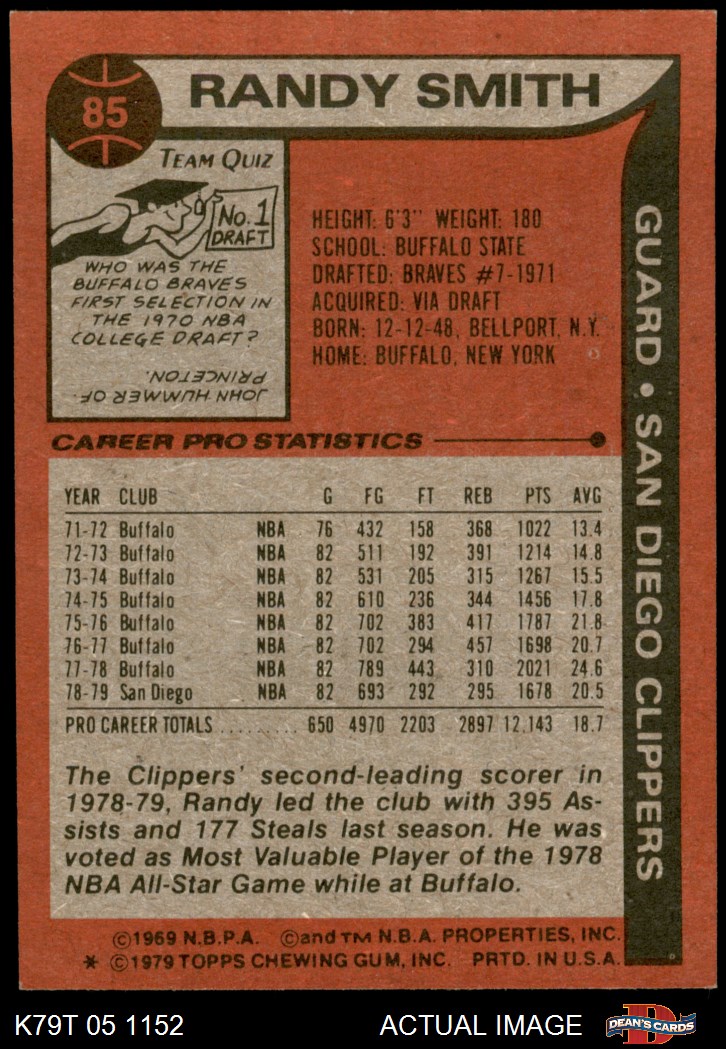 85
RANDY SMITH
TEAM QUIZ
No. 1
DRAFT
WHO WAS THE
BUFFALO BRAVES
FIRST SELECTION IN
THE 1970 NBA
COLLEGE DRAFT?
JOHN HUMMER OF
PRINCETON.
HEIGHT: 6'3" WEIGHT: 180
SCHOOL: BUFFALO STATE
DRAFTED: BRAVES #7-1971
ACQUIRED: VIA DRAFT
BORN: 12-12-48, BELLPORT, N.Y.
HOME: BUFFALO, NEW YORK
GUARD • SAN DIEGO CLIPPERS
CAREER PRO STATISTICS
YEAR CLUB G FG FT REB PTS AVG
71-72 Buffalo NBA 76 432 158 368 1022 13.4
72-73 Buffalo NBA 82 511 192 391 1214 14.8
73-74 Buffalo NBA 82 531 205 315 1267 15.5
74-75 Buffalo NBA 82 610 236 344 1456 17.8
75-76 Buffalo NBA 82 702 383 417 1787 21.8
76-77 Buffalo NBA 82 702 294 457 1698 20.7
77-78 Buffalo NBA 82 789 443 310 2021 24.6
78-79 San Diego NBA 82 693 292 295 1678 20.5
PRO CAREER TOTALS ......... 650 4970 2203 2897 12,143 18.7
The Clippers' second-leading scorer in
1978-79, Randy led the club with 395 As-
sists and 177 Steals last season. He was
voted as Most Valuable Player of the 1978
NBA All-Star Game while at Buffalo.
©1969 N.B.P.A. ©and TM N.B.A. PROPERTIES, INC.
* ©1979 TOPPS CHEWING GUM, INC. PRTD. IN U.S.A.
K79T 05 1152 ACTUAL IMAGE
D
DEAN'S CARDS